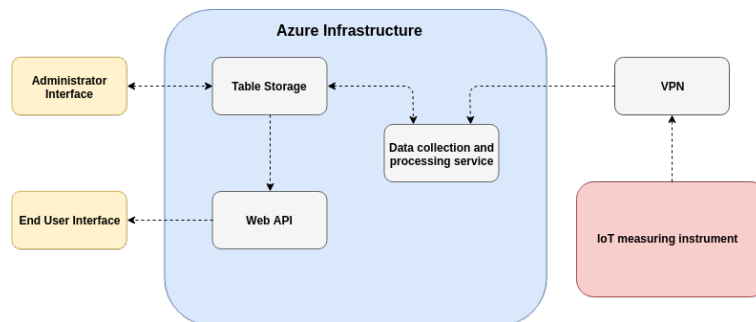 Azure Infrastructure
Administrator
Interface
Table Storage
VPN
Data collection and
processing service
End User Interface
Web API
IoT measuring instrument